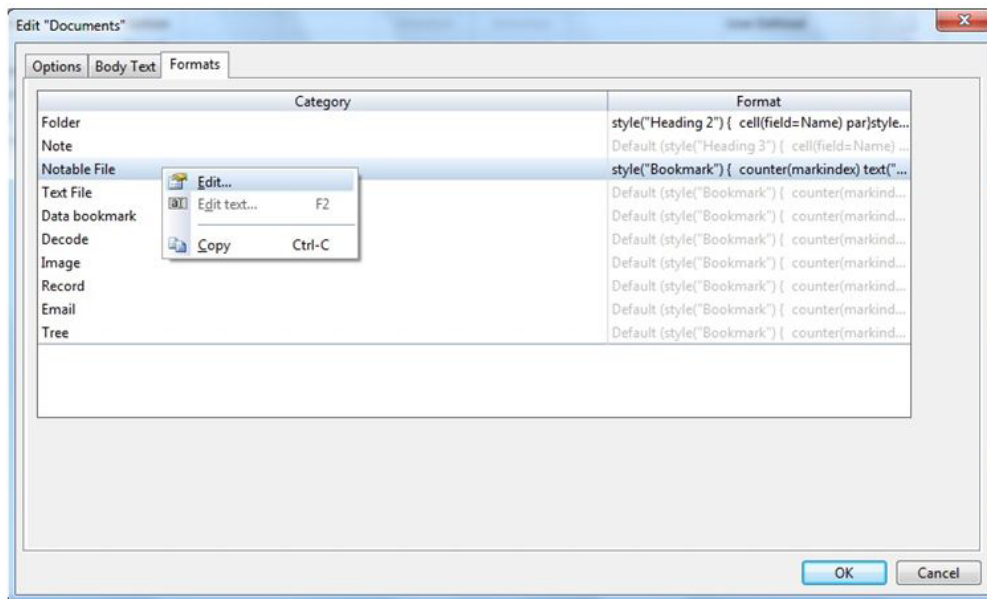 Edit "Documents"
Options Body Text Formats
Category Format
Folder style("Heading 2") { cell(field=Name) par}style...
Note Default (style("Heading 3") { cell(field=Name) ...
Notable File style("Bookmark") { counter(markindex) text("...
Edit...
Text File Default (style("Bookmark") { counter(markind...
Edit text... F2
Data bookmark Default (style("Bookmark") { counter(markind...
Decode Default (style("Bookmark") { counter(markind...
Copy Ctrl-C
Image Default (style("Bookmark") { counter(markind...
Record Default (style("Bookmark") { counter(markind...
Email Default (style("Bookmark") { counter(markind...
Tree Default (style("Bookmark") { counter(markind...
OK Cancel